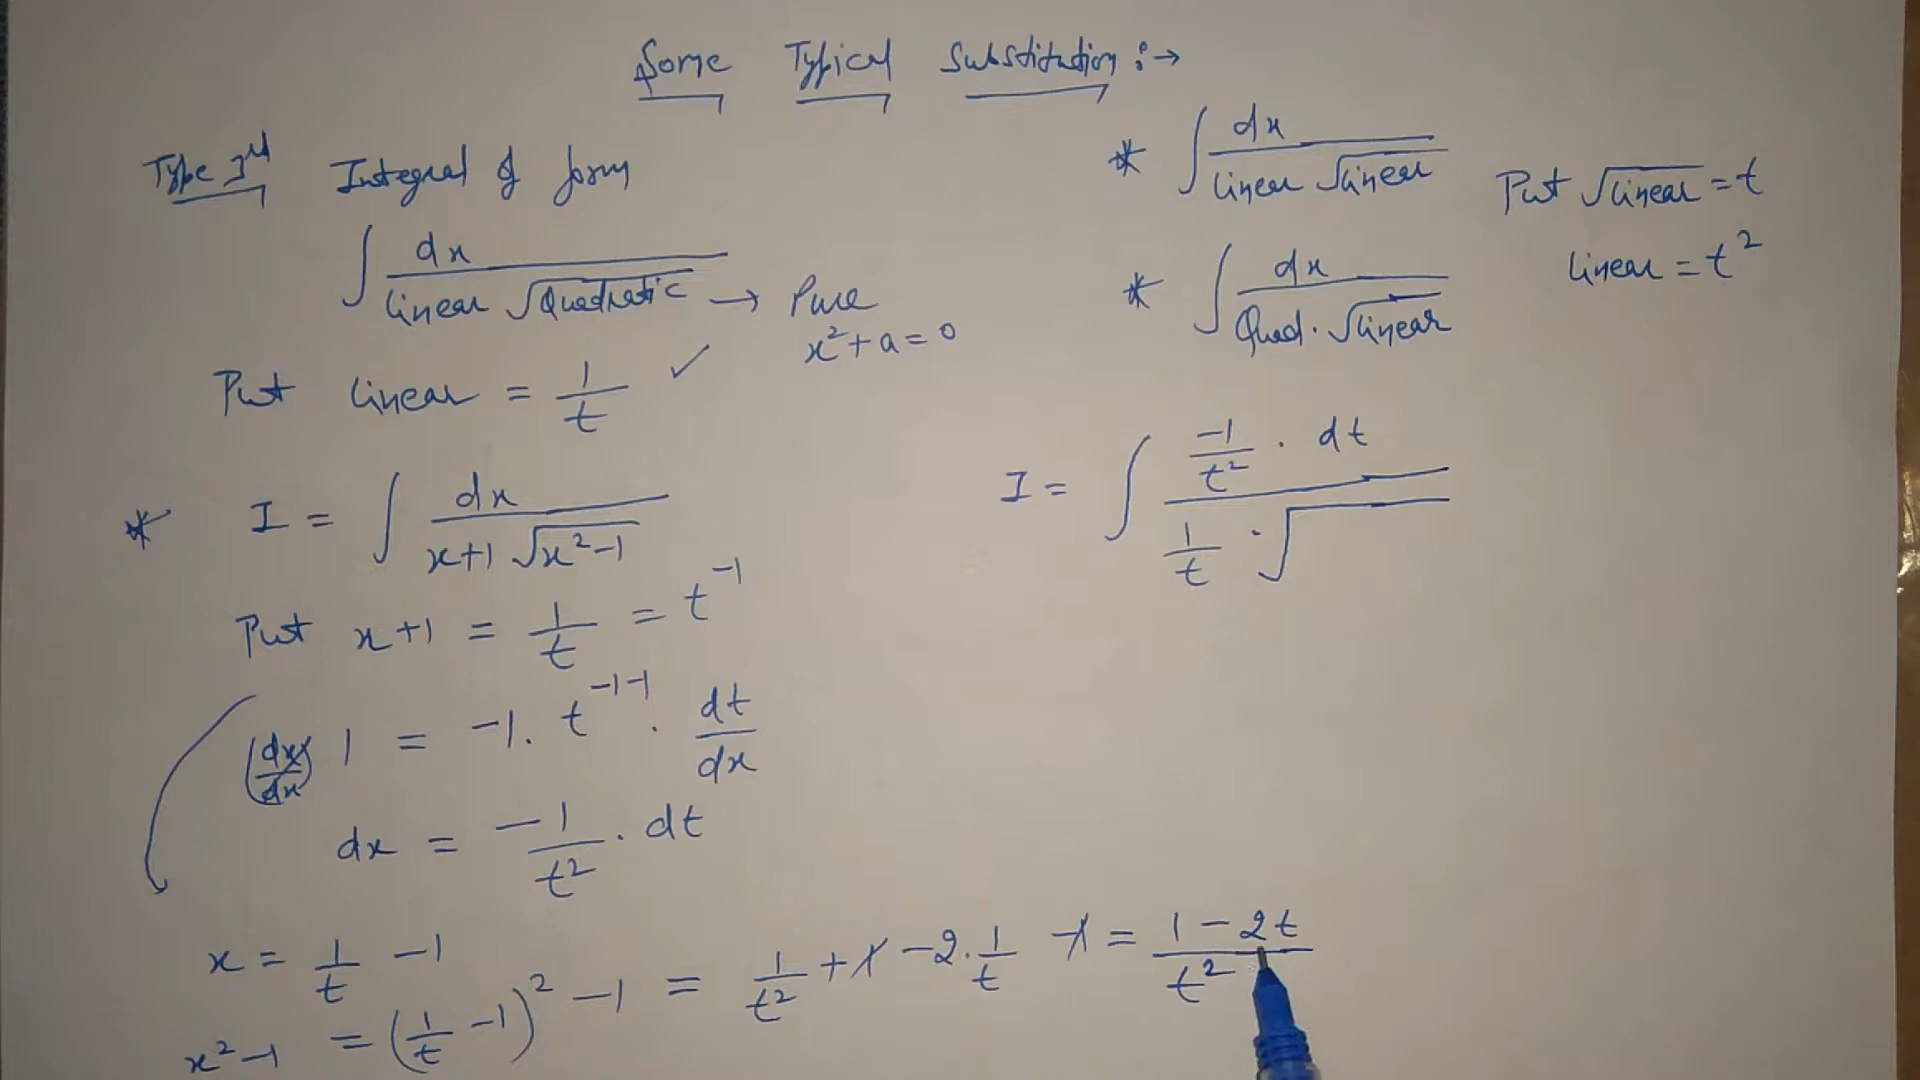 Some Typical Substitution :→
Type 3rd Integral of form
∫ dx / linear √Quadratic → Pure
x² + a = 0
Put linear = 1/t ✓
* I = ∫ dx / x+1 √x²-1
Put x+1 = 1/t = t⁻¹
(dx/dx) 1 = -1. t⁻¹⁻¹ . dt/dx
dx = -1/t² . dt
x = 1/t - 1
x²-1 = (1/t - 1)² - 1 = 1/t² + 1 - 2. 1/t - 1 = 1 - 2t / t²
* ∫ dx / linear √linear Put √linear = t
* ∫ dx / Quad. √linear linear = t²
I = ∫ -1/t² . dt / 1/t . √